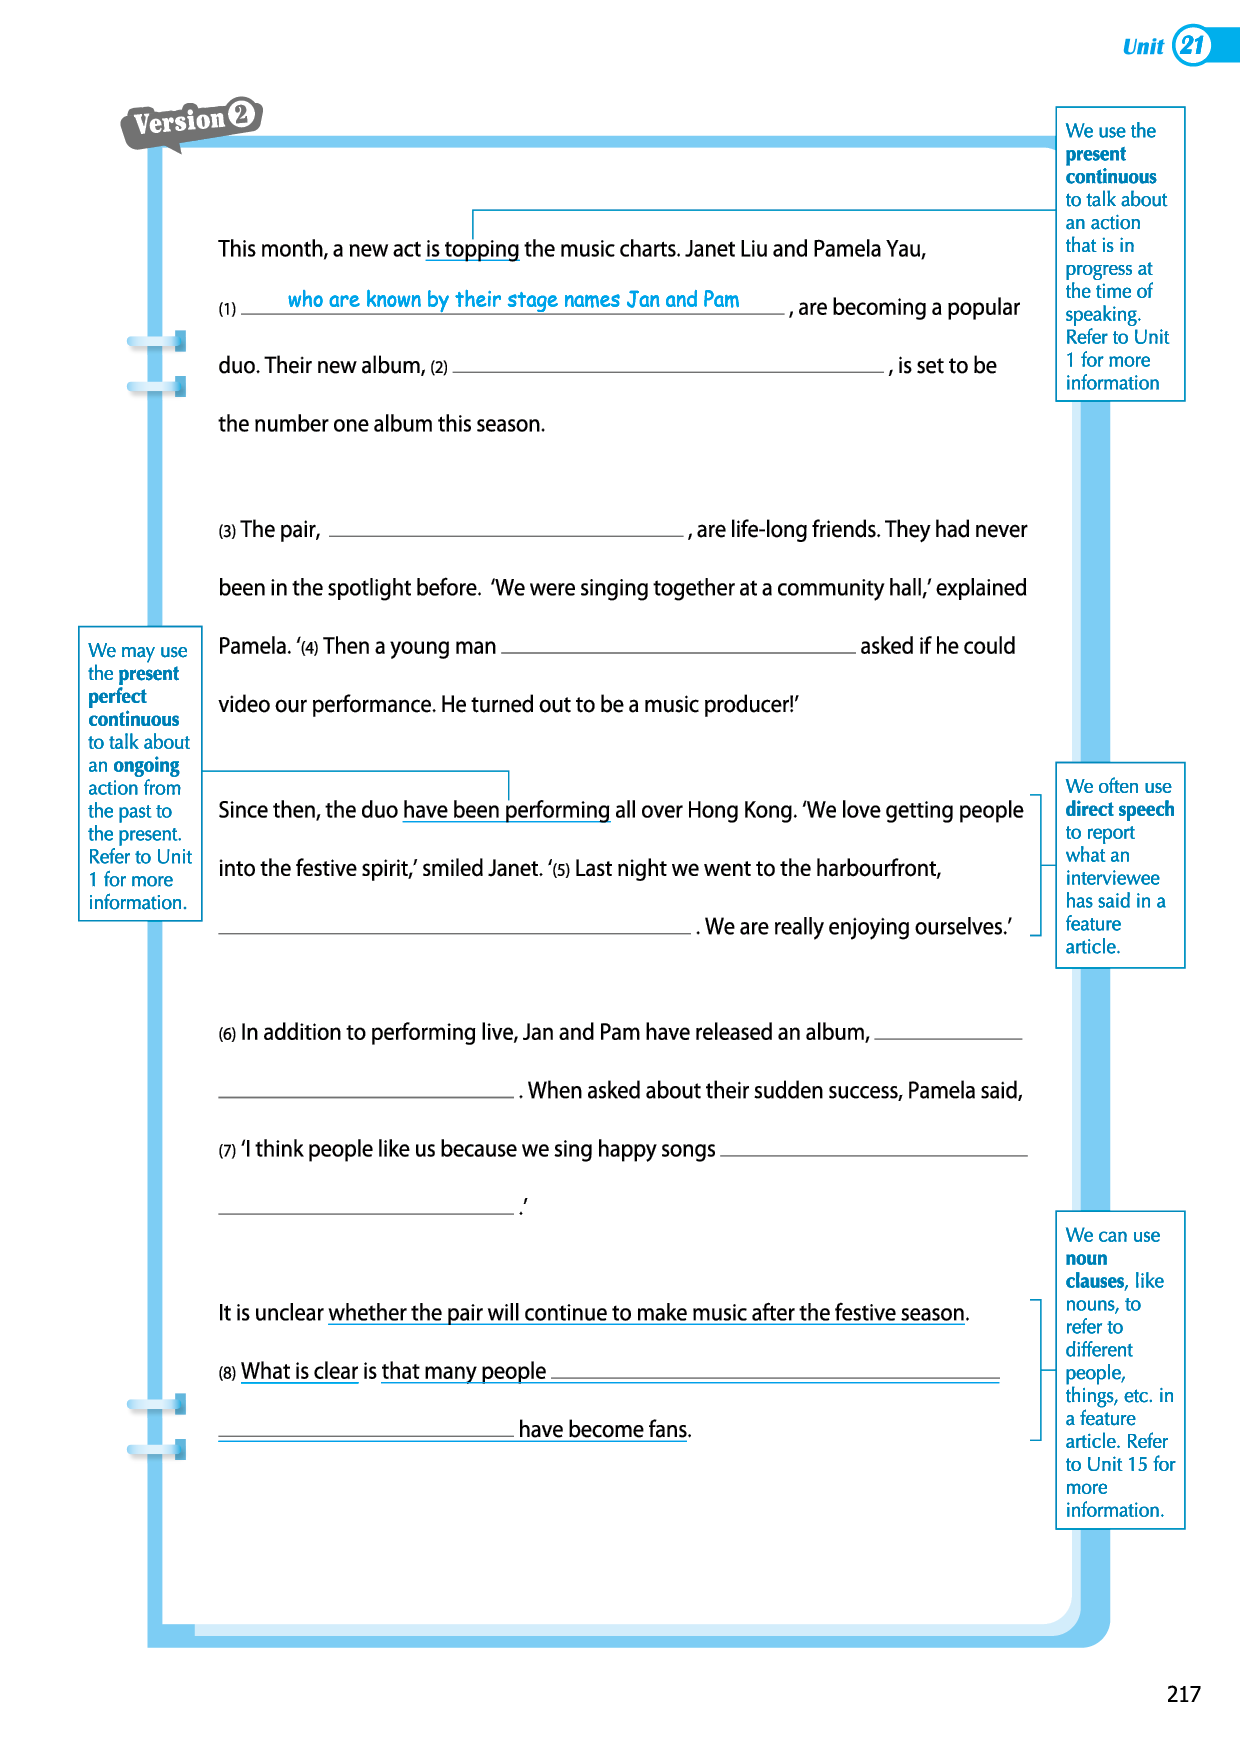 Unit 21
Version 2
We use the
present
continuous
to talk about
an action
that is in
progress at
the time of
speaking.
Refer to Unit
1 for more
information
This month, a new act is topping the music charts. Janet Liu and Pamela Yau,
(1) who are known by their stage names Jan and Pam , are becoming a popular
duo. Their new album, (2) , is set to be
the number one album this season.
(3) The pair, , are life-long friends. They had never
been in the spotlight before. ‘We were singing together at a community hall,’ explained
Pamela. ‘(4) Then a young man asked if he could
video our performance. He turned out to be a music producer!’
We may use
the present
perfect
continuous
to talk about
an ongoing
action from
the past to
the present.
Refer to Unit
1 for more
information.
Since then, the duo have been performing all over Hong Kong. ‘We love getting people
into the festive spirit,’ smiled Janet. ‘(5) Last night we went to the harbourfront,
. We are really enjoying ourselves.’
We often use
direct speech
to report
what an
interviewee
has said in a
feature
article.
(6) In addition to performing live, Jan and Pam have released an album,
. When asked about their sudden success, Pamela said,
(7) ‘I think people like us because we sing happy songs
.’
It is unclear whether the pair will continue to make music after the festive season.
(8) What is clear is that many people
have become fans.
We can use
noun
clauses, like
nouns, to
refer to
different
people,
things, etc. in
a feature
article. Refer
to Unit 15 for
more
information.
217